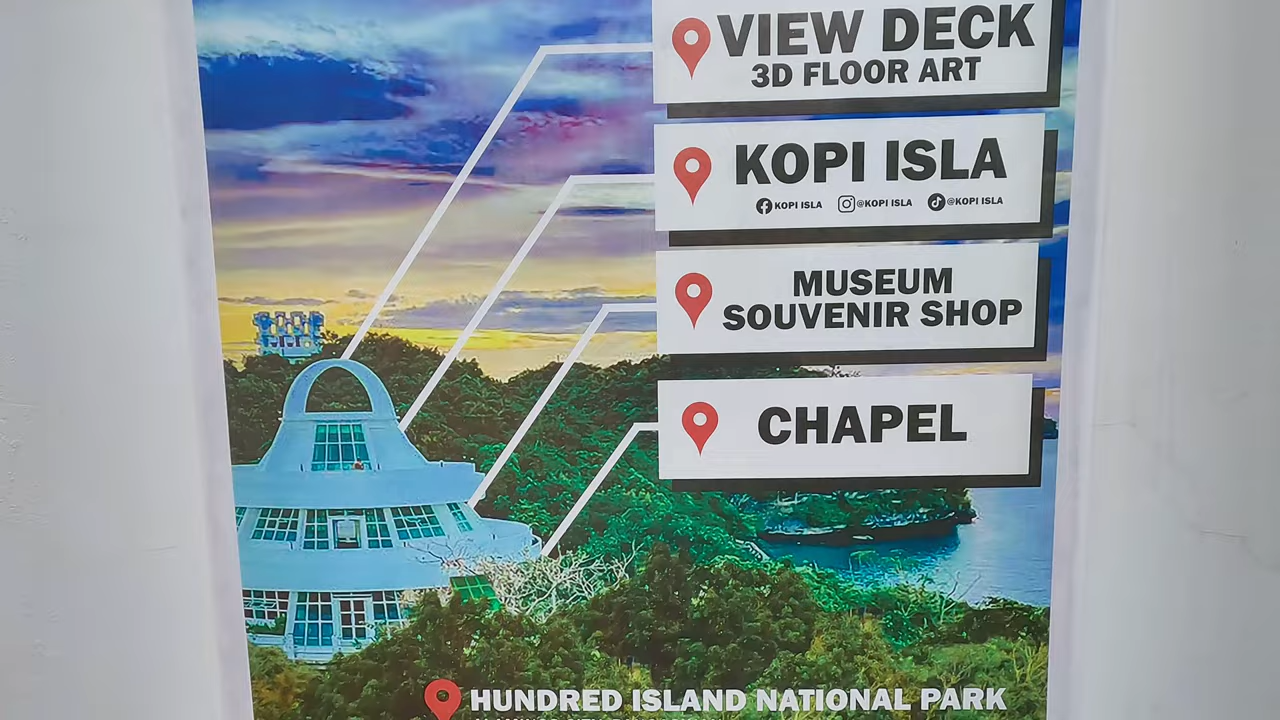 VIEW DECK
3D FLOOR ART
KOPI ISLA
KOPI ISLA @KOPI ISLA @KOPI ISLA
MUSEUM
SOUVENIR SHOP
CHAPEL
HUNDRED ISLAND NATIONAL PARK